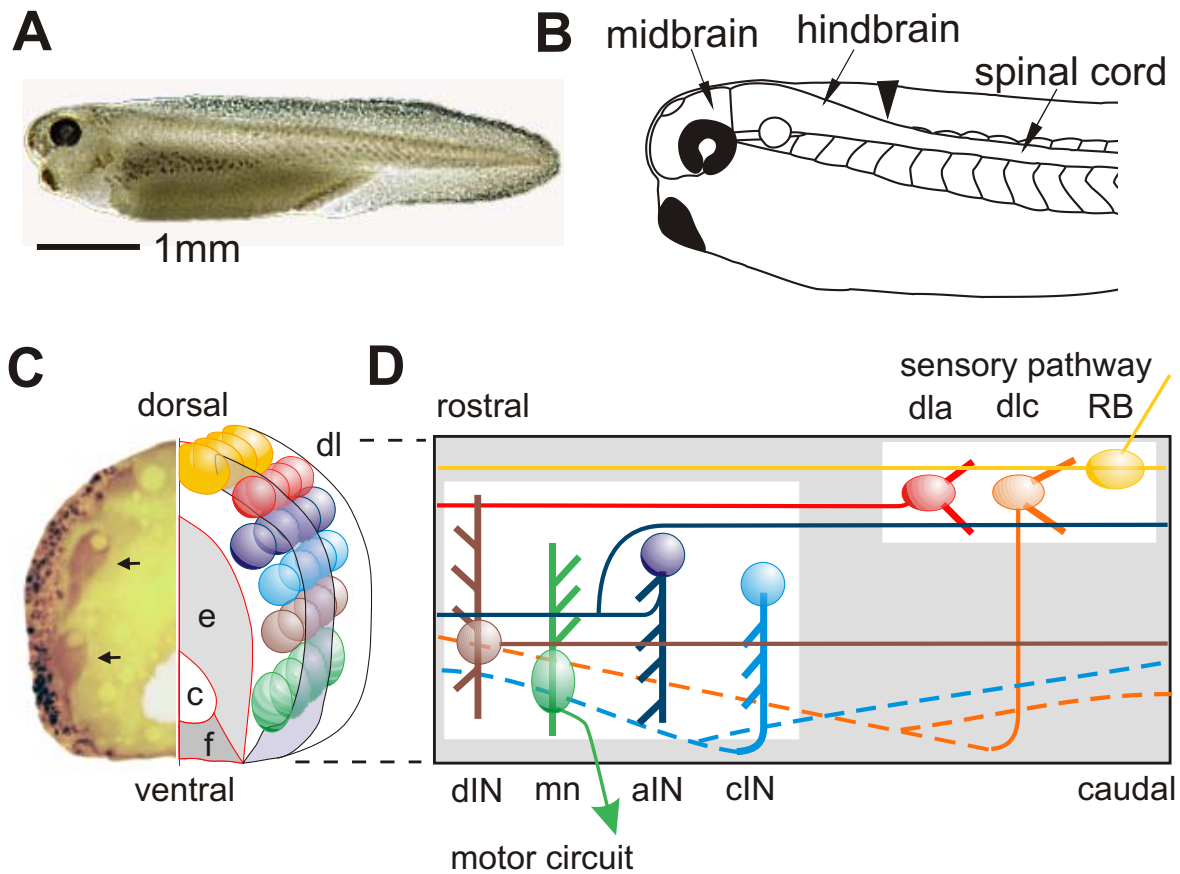 A
1mm
B
midbrain
hindbrain
spinal cord
C
dorsal
dl
e
c
f
ventral
D
sensory pathway
rostral
dla
dlc
RB
dIN
mn
aIN
cIN
caudal
motor circuit